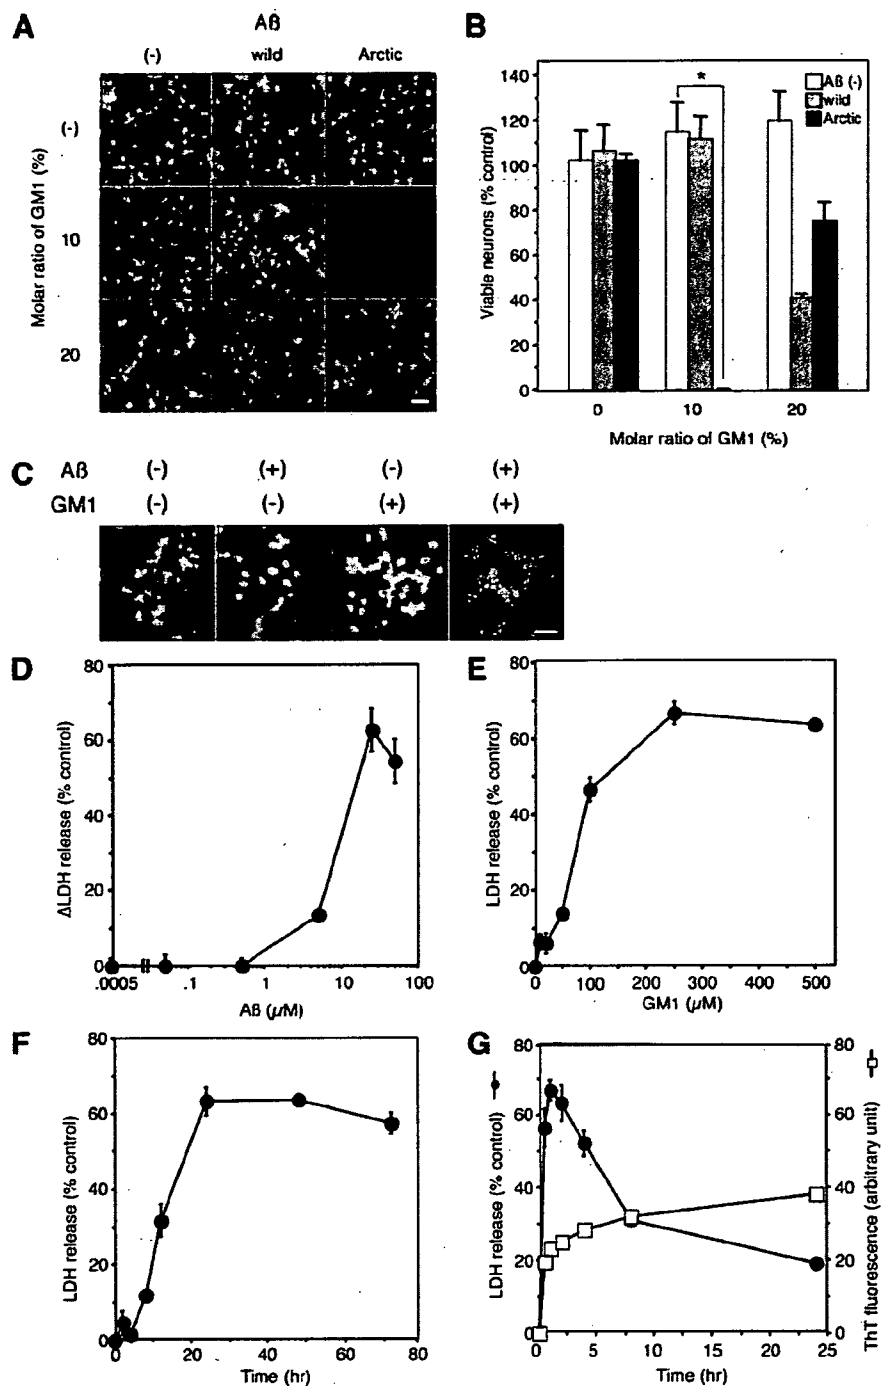 A
Aß
(-) wild Arctic
Molar ratio of GM1 (%)
(-)
10
20
B
Viable neurons (% control)
140
120
100
80
60
40
20
0
*
Aß (-)
wild
Arctic
0 10 20
Molar ratio of GM1 (%)
C
Aß (-) (+) (-) (+)
GM1 (-) (-) (+) (+)
D
ΔLDH release (% control)
80
60
40
20
0
.0005 .1 1 10 100
Aß (µM)
E
LDH release (% control)
80
60
40
20
0
0 100 200 300 400 500
GM1 (µM)
F
LDH release (% control)
80
60
40
20
0
0 20 40 60 80
Time (hr)
G
LDH release (% control)
80
60
40
20
0
0 5 10 15 20 25
Time (hr)
80
60
40
20
0
ThT fluorescence (arbitrary unit)